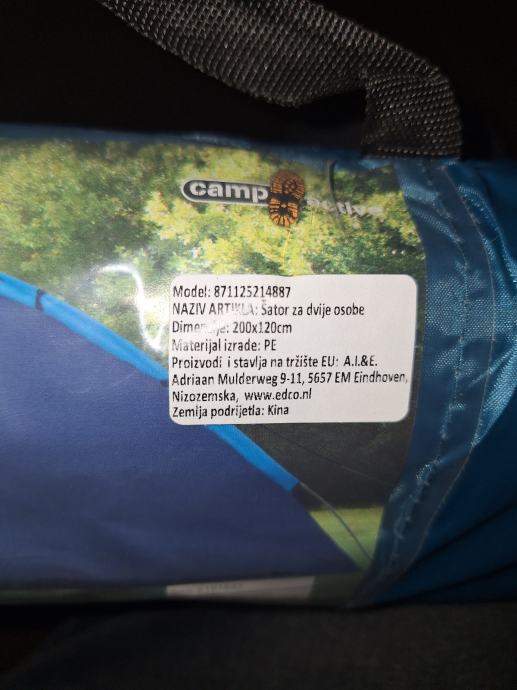 camp active
Model: 871125214887
NAZIV ARTIKLA: Šator za dvije osobe
Dimenzije: 200x120cm
Materijal izrade: PE
Proizvodi i stavlja na tržište EU: A.I.&E.
Adriaan Mulderweg 9-11, 5657 EM Eindhoven,
Nizozemska, www.edco.nl
Zemlja podrijetla: Kina